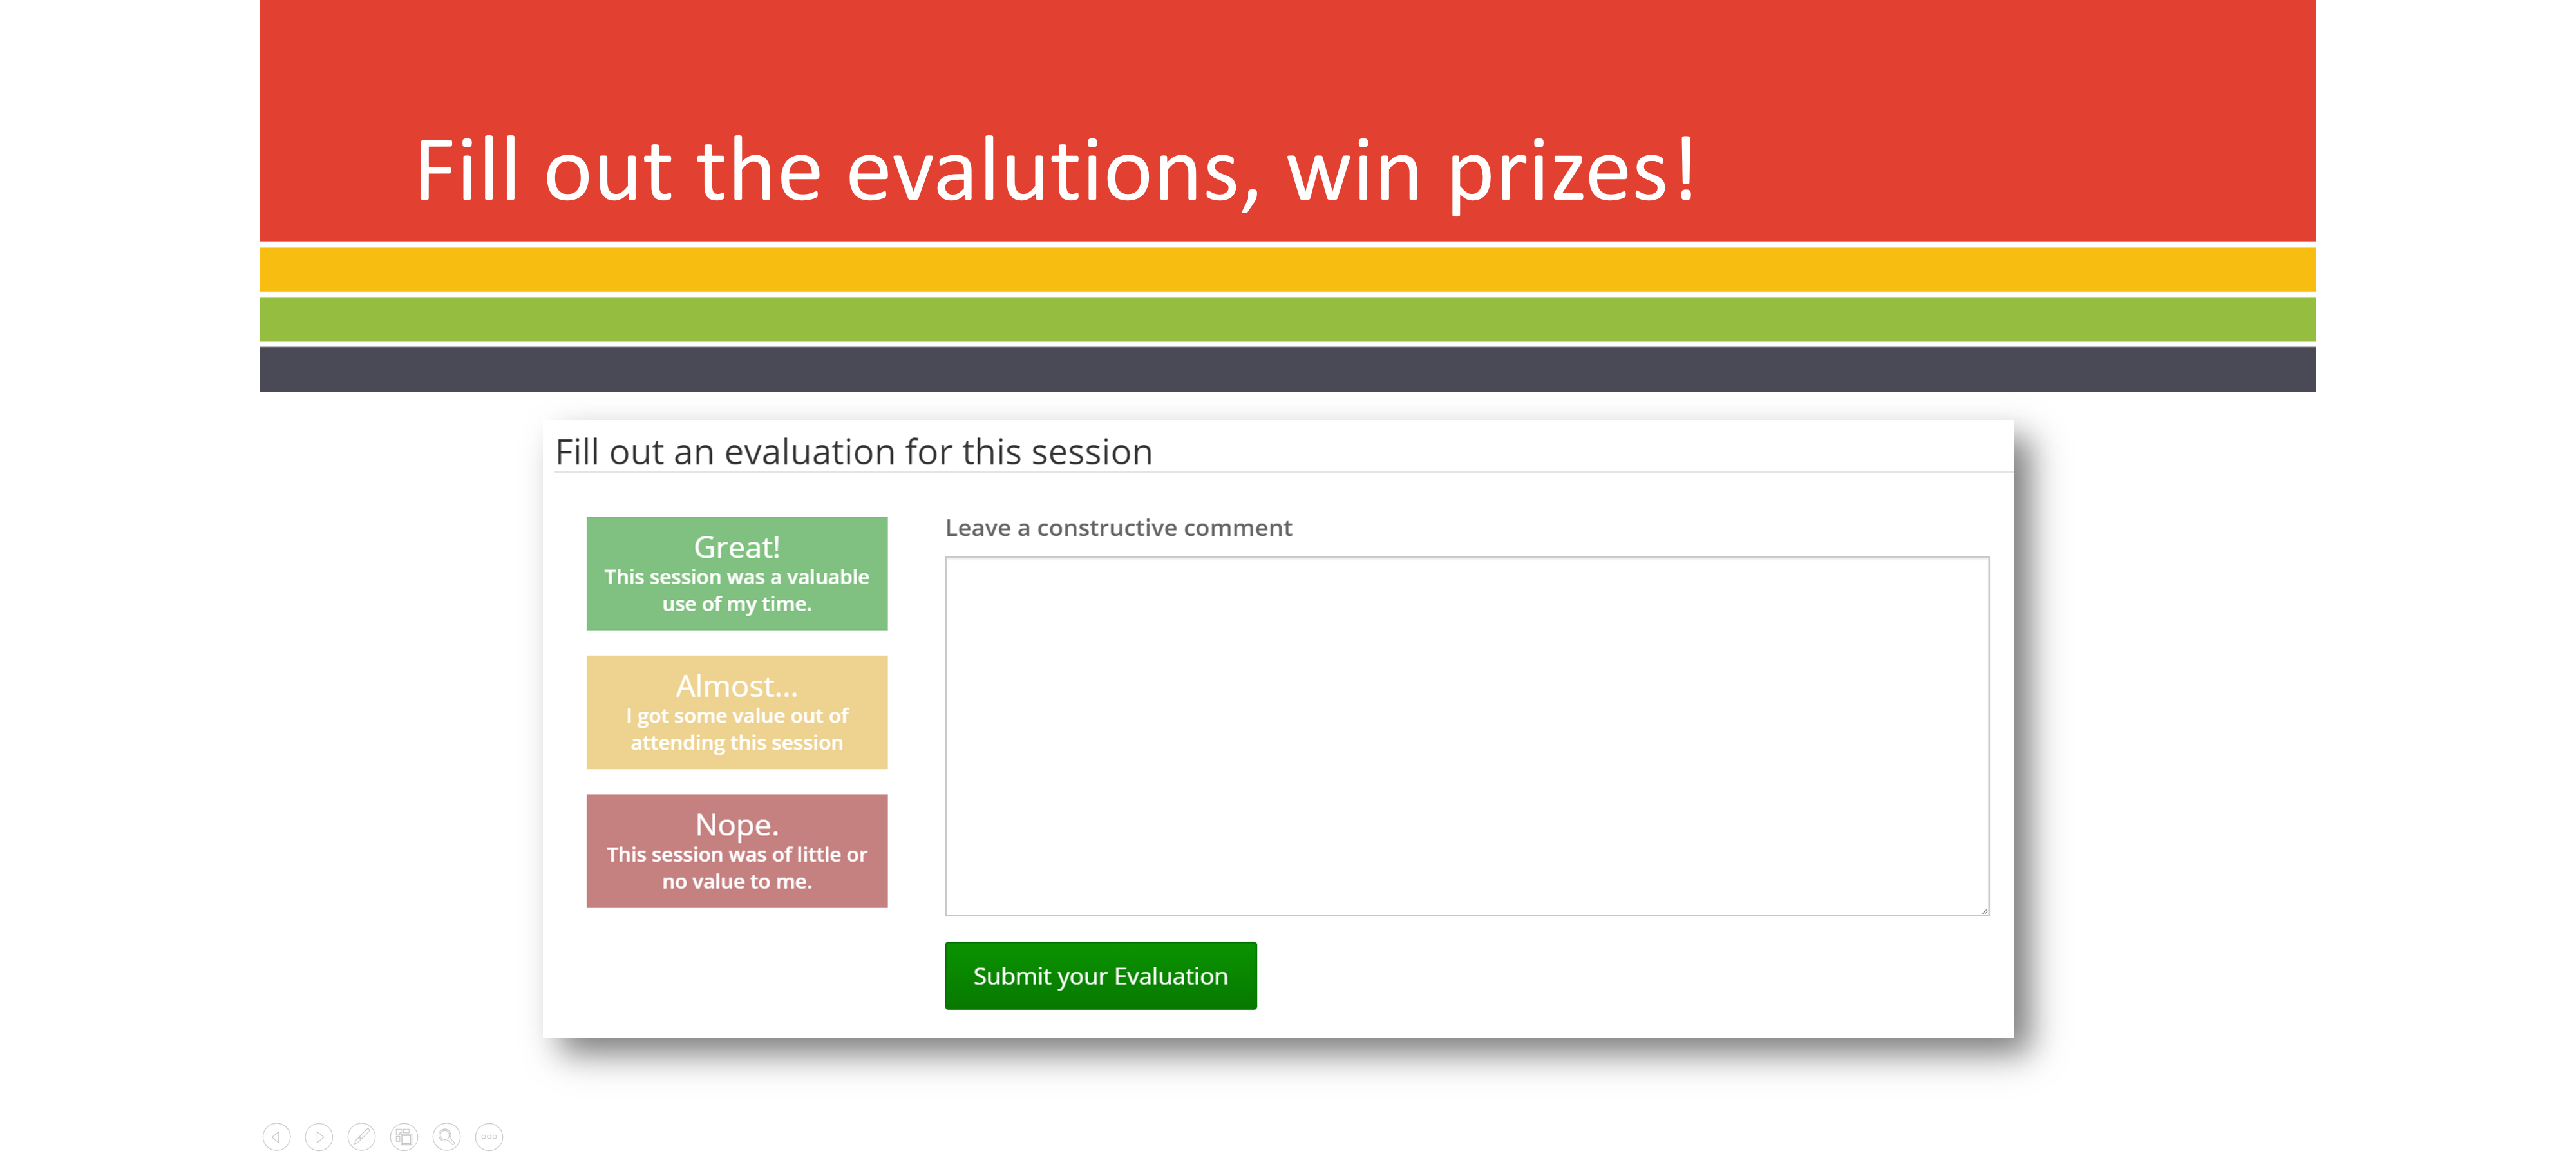 Fill out the evalutions, win prizes!
Fill out an evaluation for this session
Great!
This session was a valuable
use of my time.
Almost...
I got some value out of
attending this session
Nope.
This session was of little or
no value to me.
Leave a constructive comment
Submit your Evaluation